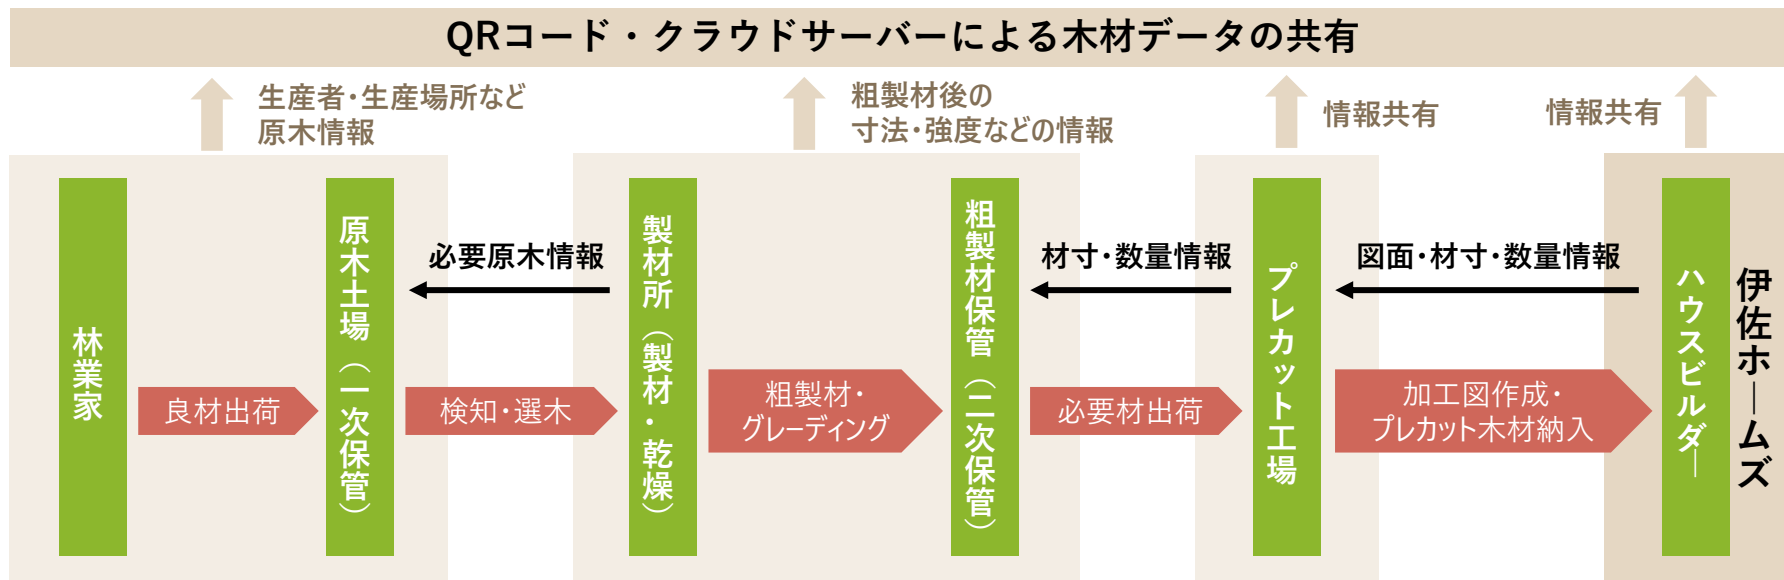 QRコード・クラウドサーバーによる木材データの共有
生産者・生産場所など
原木情報
粗製材後の
寸法・強度などの情報
情報共有
情報共有
林業家
良材出荷
原木土場（一次保管）
必要原木情報
検知・選木
製材所（製材・乾燥）
粗製材・
グレーディング
粗製材保管（二次保管）
材寸・数量情報
必要材出荷
プレカット工場
図面・材寸・数量情報
加工図作成・
プレカット木材納入
ハウスビルダー
伊佐ホームズ